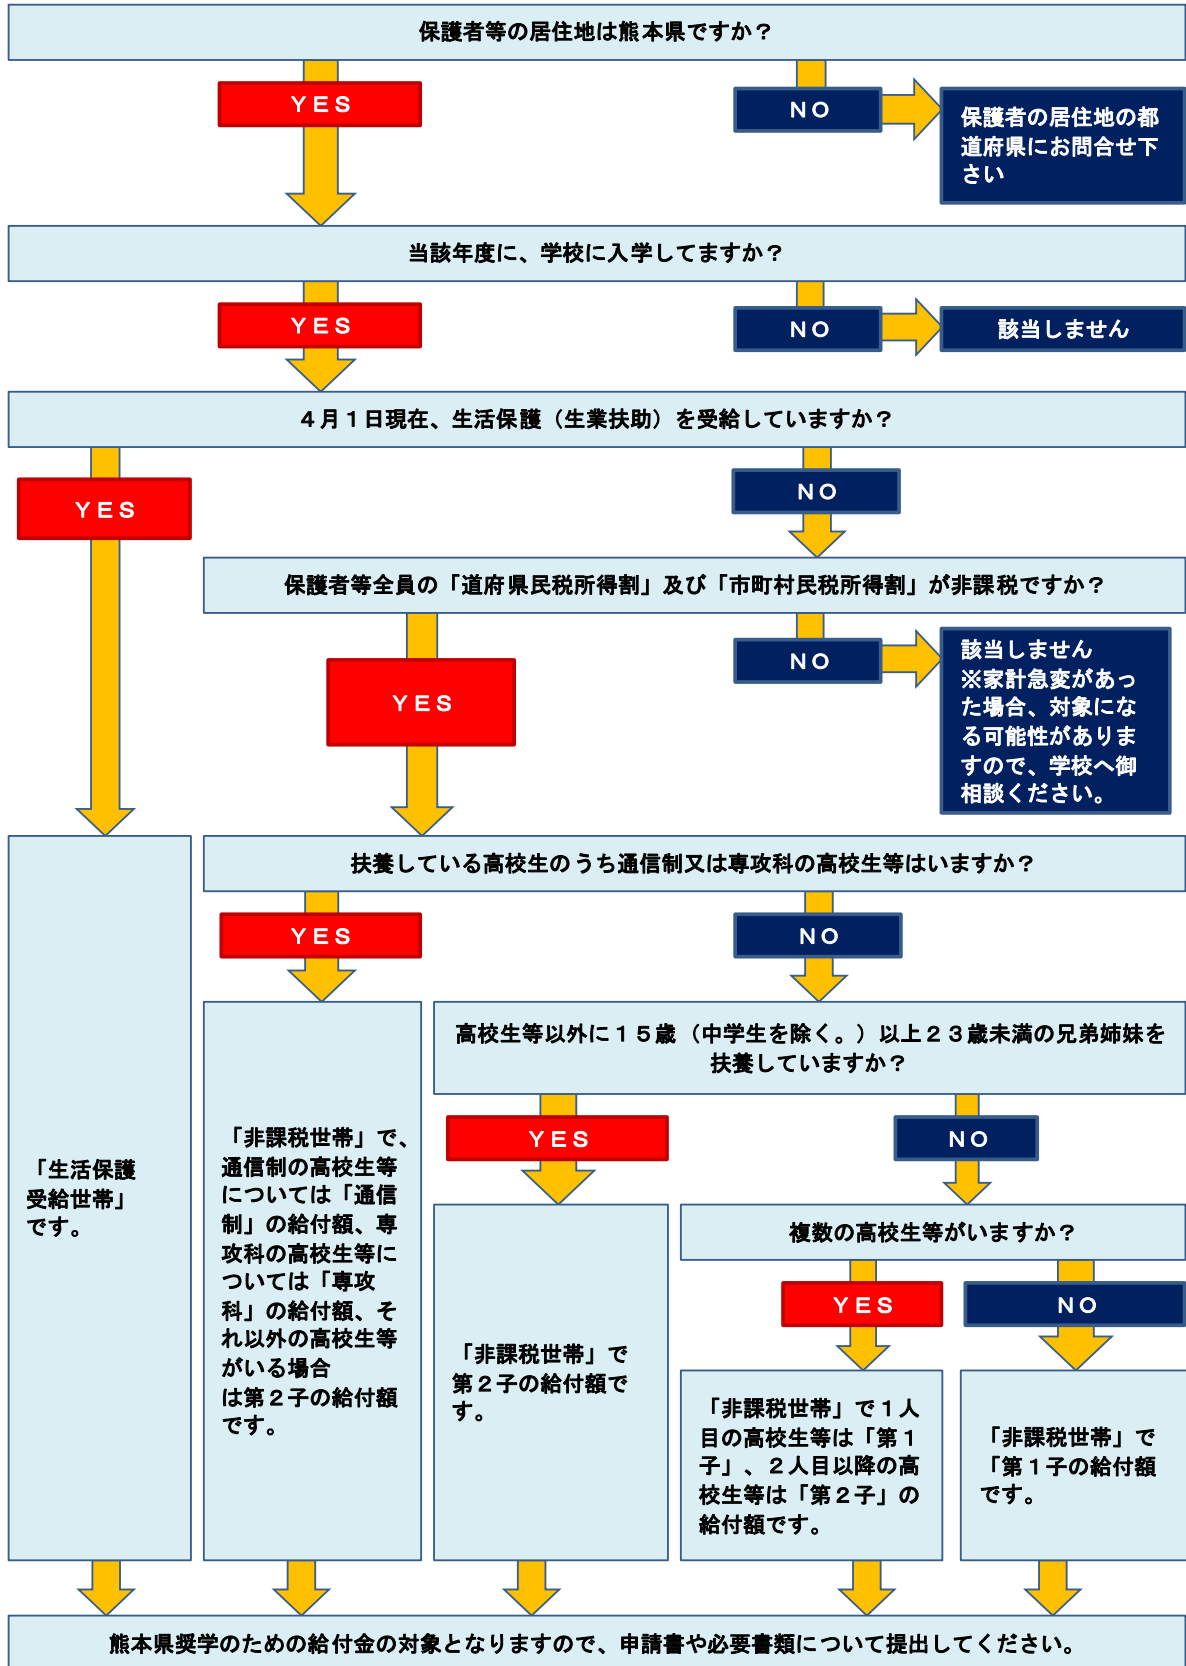 保護者等の居住地は熊本県ですか？
ＹＥＳ
ＮＯ
保護者の居住地の都
道府県にお問合せ下
さい
当該年度に、学校に入学してますか？
ＹＥＳ
ＮＯ
該当しません
４月１日現在、生活保護（生業扶助）を受給していますか？
ＹＥＳ
ＮＯ
保護者等全員の「道府県民税所得割」及び「市町村民税所得割」が非課税ですか？
ＹＥＳ
ＮＯ
該当しません
※家計急変があっ
た場合、対象にな
る可能性がありま
すので、学校へ御
相談ください。
扶養している高校生のうち通信制又は専攻科の高校生等はいますか？
ＹＥＳ
ＮＯ
高校生等以外に１５歳（中学生を除く。）以上２３歳未満の兄弟姉妹を
扶養していますか？
ＹＥＳ
ＮＯ
複数の高校生等がいますか？
ＹＥＳ
ＮＯ
「生活保護
受給世帯」
です。
「非課税世帯」で、
通信制の高校生等
については「通信
制」の給付額、専
攻科の高校生等に
ついては「専攻
科」の給付額、そ
れ以外の高校生等
がいる場合
は第２子の給付額
です。
「非課税世帯」で
第２子の給付額で
す。
「非課税世帯」で１人
目の高校生等は「第１
子」、２人目以降の高
校生等は「第２子」の
給付額です。
「非課税世帯」で
「第１子の給付額
です。
熊本県奨学のための給付金の対象となりますので、申請書や必要書類について提出してください。